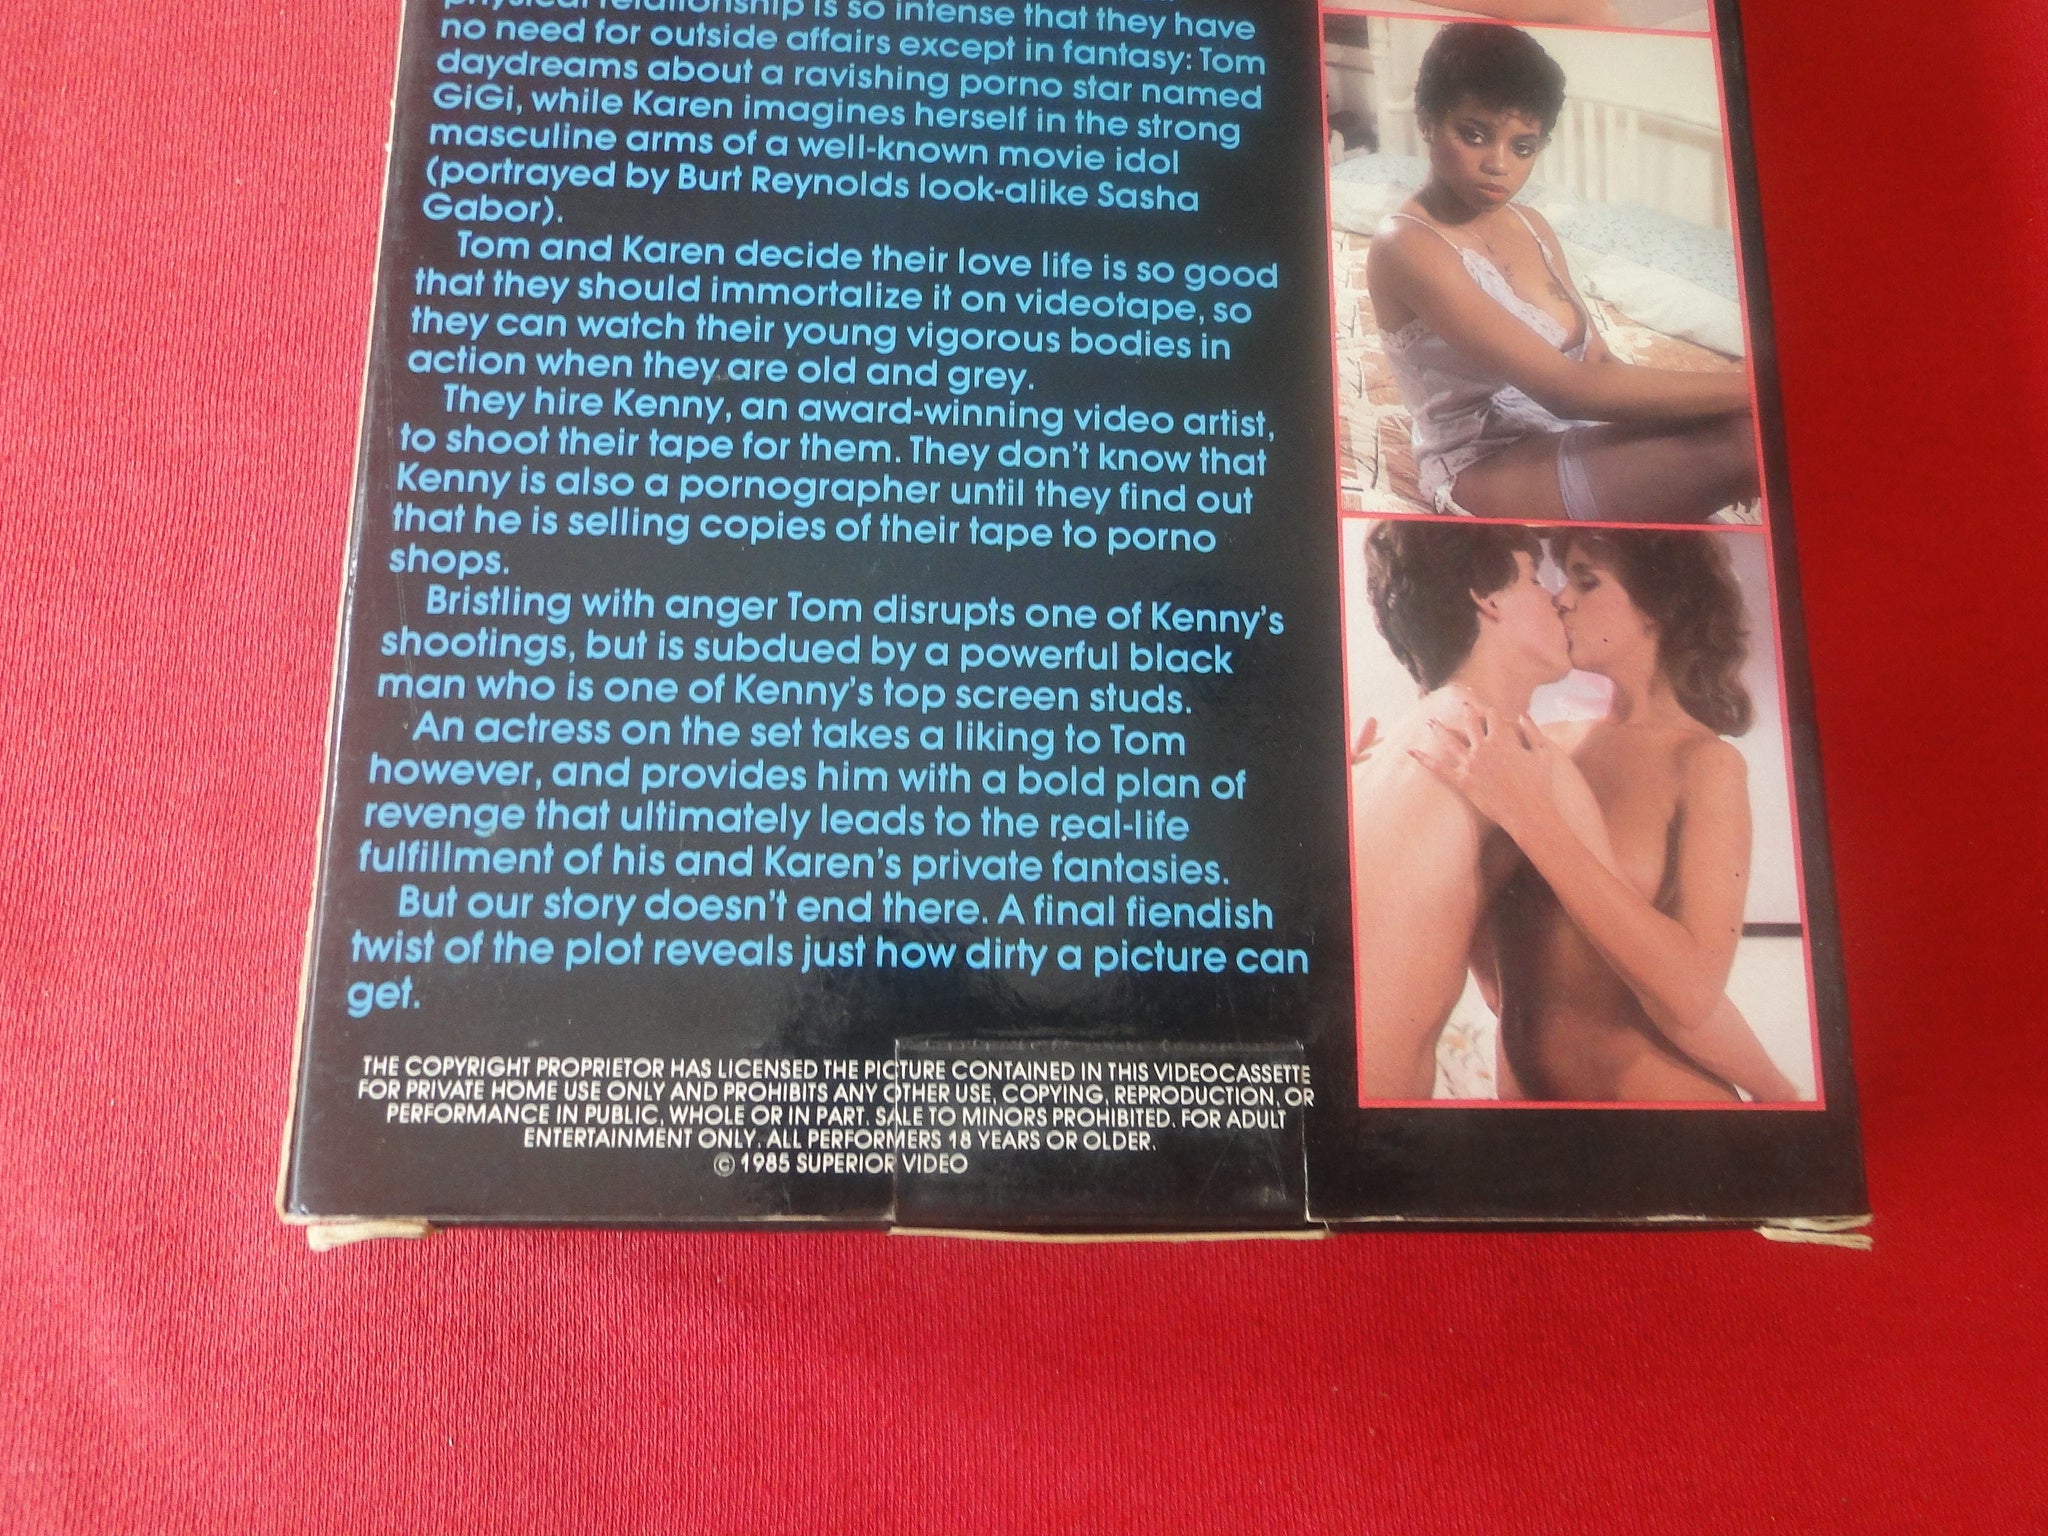 physical relationship is so intense that they have
no need for outside affairs except in fantasy: Tom
daydreams about a ravishing porno star named
GiGi, while Karen imagines herself in the strong
masculine arms of a well-known movie idol
(portrayed by Burt Reynolds look-alike Sasha
Gabor).
Tom and Karen decide their love life is so good
that they should immortalize it on videotape, so
they can watch their young vigorous bodies in
action when they are old and grey.
They hire Kenny, an award-winning video artist,
to shoot their tape for them. They don't know that
Kenny is also a pornographer until they find out
that he is selling copies of their tape to porno
shops.
Bristling with anger Tom disrupts one of Kenny's
shootings, but is subdued by a powerful black
man who is one of Kenny's top screen studs.
An actress on the set takes a liking to Tom
however, and provides him with a bold plan of
revenge that ultimately leads to the real-life
fulfillment of his and Karen's private fantasies.
But our story doesn't end there. A final fiendish
twist of the plot reveals just how dirty a picture can
get.
THE COPYRIGHT PROPRIETOR HAS LICENSED THE PICTURE CONTAINED IN THIS VIDEOCASSETTE
FOR PRIVATE HOME USE ONLY AND PROHIBITS ANY OTHER USE, COPYING, REPRODUCTION, OR
PERFORMANCE IN PUBLIC, WHOLE OR IN PART. SALE TO MINORS PROHIBITED. FOR ADULT
ENTERTAINMENT ONLY. ALL PERFORMERS 18 YEARS OR OLDER.
© 1985 SUPERIOR VIDEO